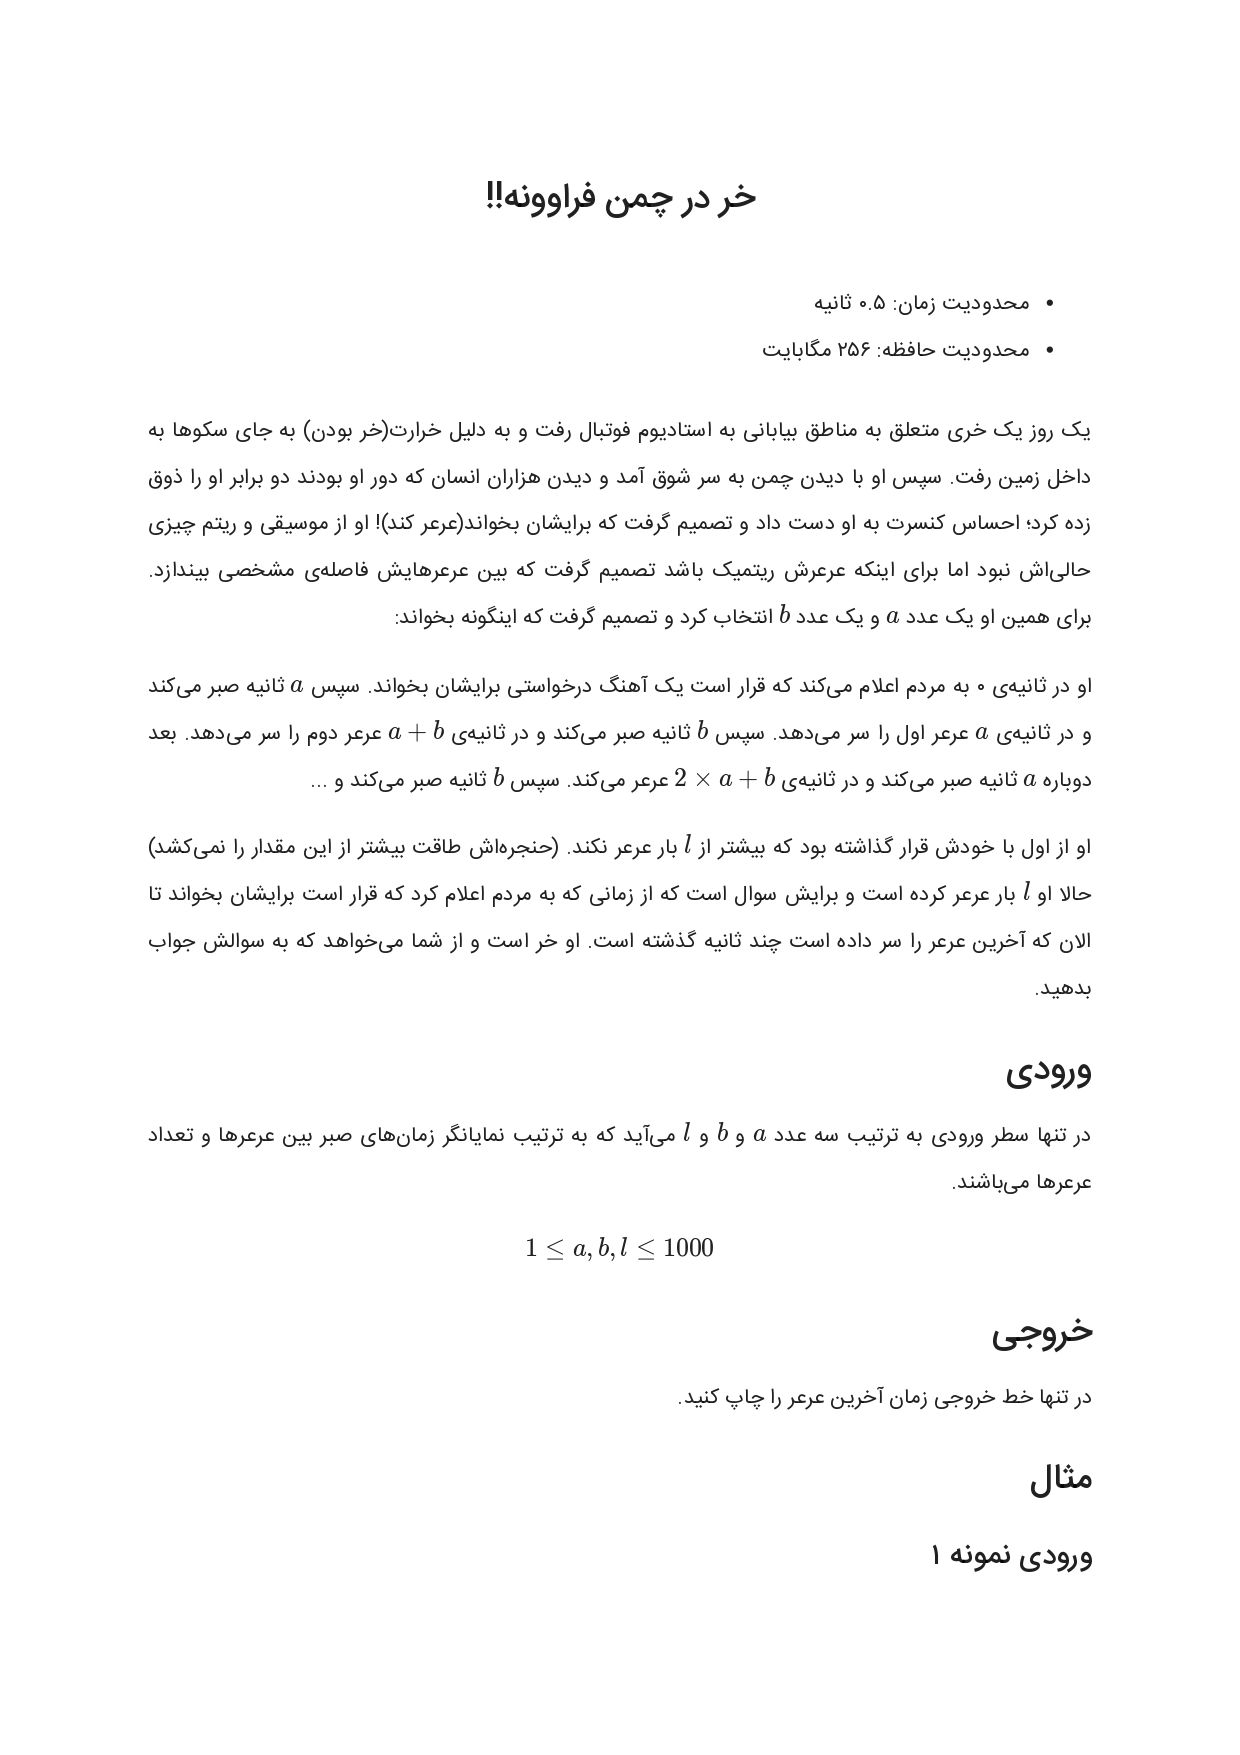 خر در چمن فراوونه!!
• محدودیت زمان: ۰.۵ ثانیه
• محدودیت حافظه: ۲۵۶ مگابایت
یک روز یک خری متعلق به مناطق بیابانی به استادیوم فوتبال رفت و به دلیل خرارت(خر بودن) به جای سکوها به
داخل زمین رفت. سپس او با دیدن چمن به سر شوق آمد و دیدن هزاران انسان که دور او بودند دو برابر او را ذوق
زده کرد؛ احساس کنسرت به او دست داد و تصمیم گرفت که برایشان بخواند(عرعر کند)! او از موسیقی و ریتم چیزی
حالی‌اش نبود اما برای اینکه عرعرش ریتمیک باشد تصمیم گرفت که بین عرعرهایش فاصله‌ی مشخصی بیندازد.
برای همین او یک عدد a و یک عدد b انتخاب کرد و تصمیم گرفت که اینگونه بخواند:
او در ثانیه‌ی ۰ به مردم اعلام می‌کند که قرار است یک آهنگ درخواستی برایشان بخواند. سپس a ثانیه صبر می‌کند
و در ثانیه‌ی a عرعر اول را سر می‌دهد. سپس b ثانیه صبر می‌کند و در ثانیه‌ی a + b عرعر دوم را سر می‌دهد. بعد
دوباره a ثانیه صبر می‌کند و در ثانیه‌ی 2 × a + b عرعر می‌کند. سپس b ثانیه صبر می‌کند و ...
او از اول با خودش قرار گذاشته بود که بیشتر از l بار عرعر نکند. (حنجره‌اش طاقت بیشتر از این مقدار را نمی‌کشد)
حالا او l بار عرعر کرده است و برایش سوال است که از زمانی که به مردم اعلام کرد که قرار است برایشان بخواند تا
الان که آخرین عرعر را سر داده است چند ثانیه گذشته است. او خر است و از شما می‌خواهد که به سوالش جواب
بدهید.
ورودی
در تنها سطر ورودی به ترتیب سه عدد a و b و l می‌آید که به ترتیب نمایانگر زمان‌های صبر بین عرعرها و تعداد
عرعرها می‌باشند.
1 ≤ a, b, l ≤ 1000
خروجی
در تنها خط خروجی زمان آخرین عرعر را چاپ کنید.
مثال
ورودی نمونه ۱